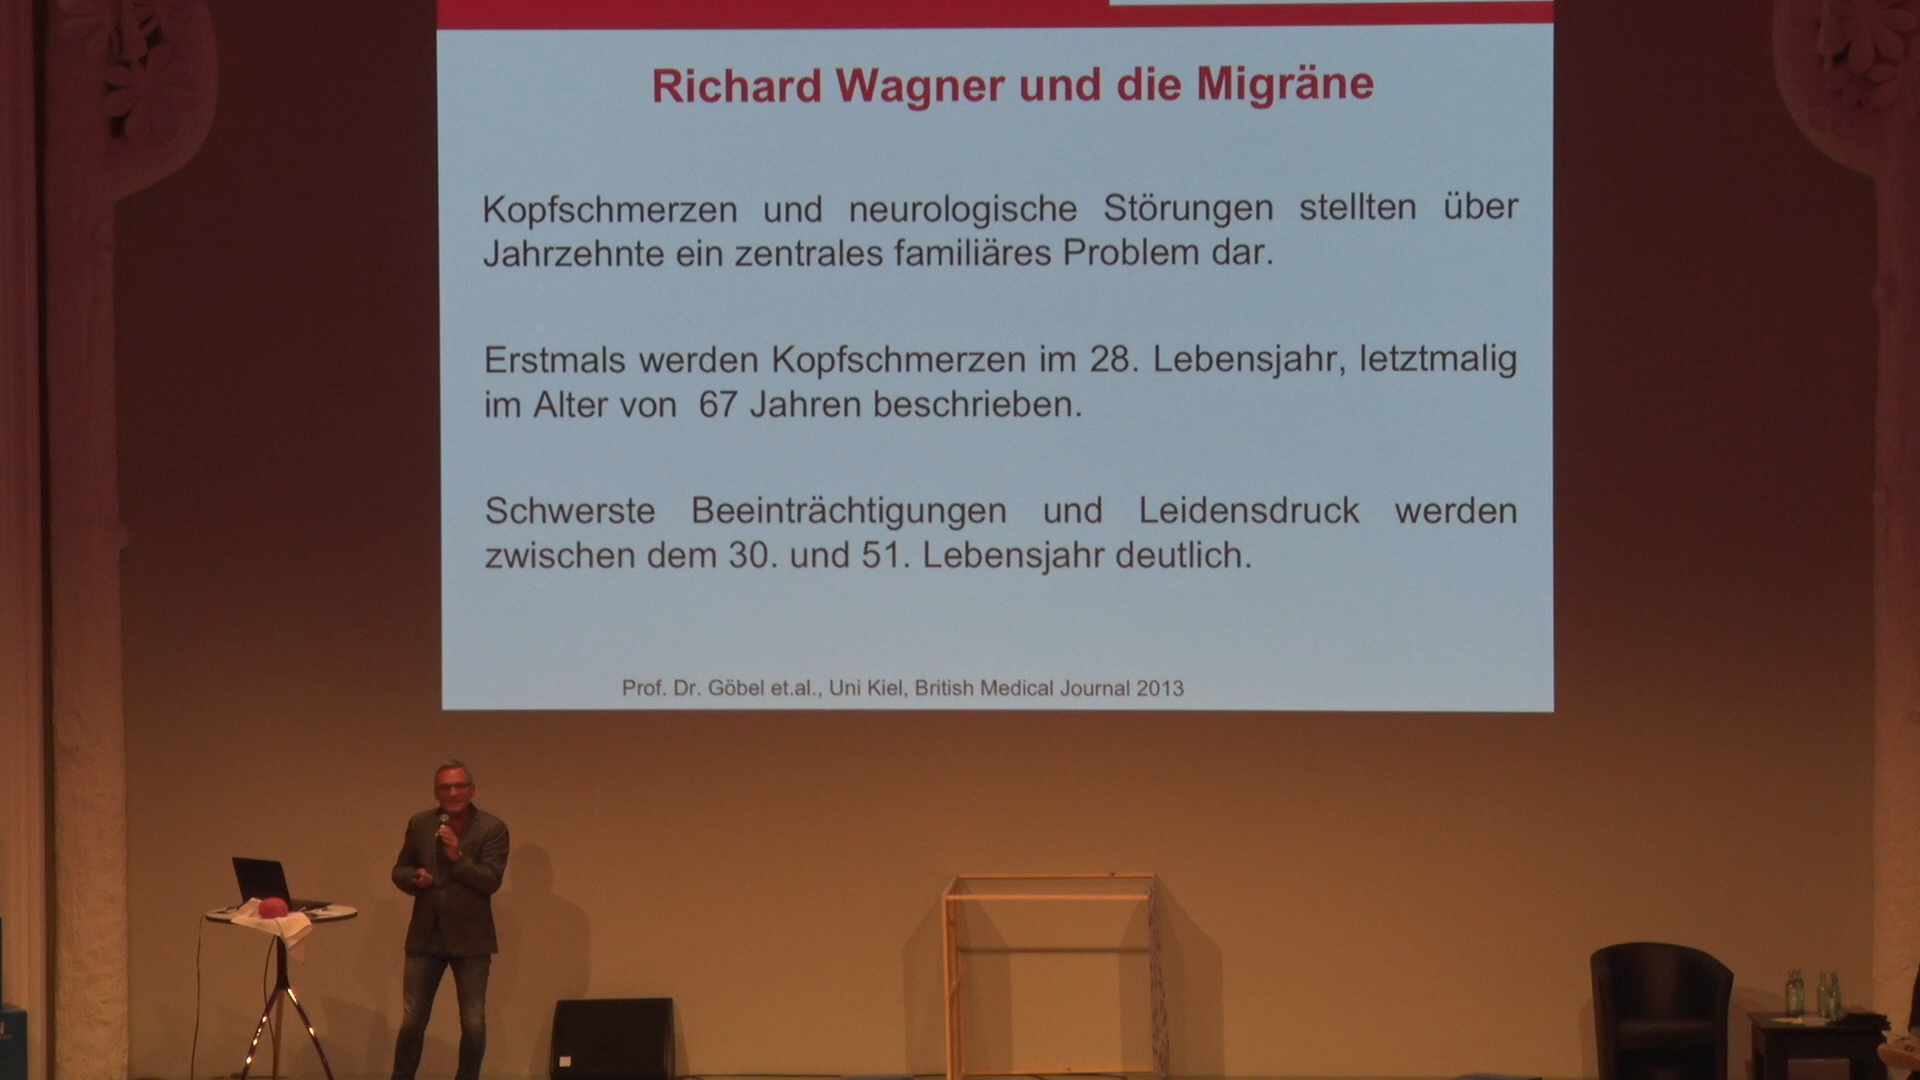 Richard Wagner und die Migräne
Kopfschmerzen und neurologische Störungen stellten über
Jahrzehnte ein zentrales familiäres Problem dar.
Erstmals werden Kopfschmerzen im 28. Lebensjahr, letztmalig
im Alter von 67 Jahren beschrieben.
Schwerste Beeinträchtigungen und Leidensdruck werden
zwischen dem 30. und 51. Lebensjahr deutlich.
Prof. Dr. Göbel et.al., Uni Kiel, British Medical Journal 2013